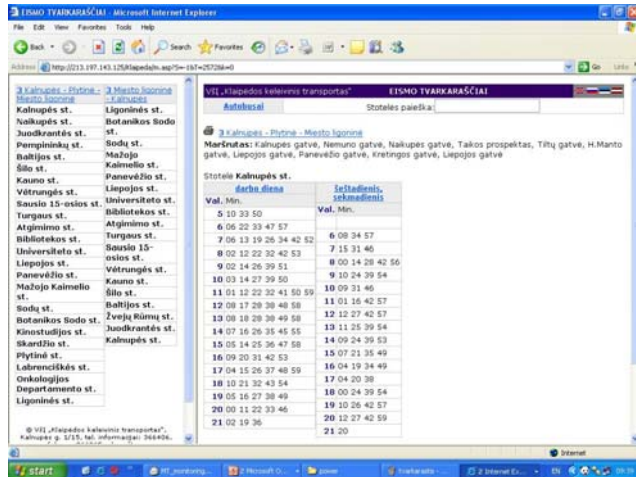 EISMO TVARKARAŠČIAI - Microsoft Internet Explorer
File Edit View Favorites Tools Help
Back Search Favorites
Address Go Links
3 Kalnupės - Plytinė - Miesto ligoninė
Kalnupės st.
Naikupės st.
Juodkrantės st.
Pempininkų st.
Baltijos st.
Šilo st.
Kauno st.
Vėtrungės st.
Sausio 15-osios st.
Turgaus st.
Atgimimo st.
Bibliotekos st.
Universiteto st.
Liepojos st.
Panevėžio st.
Mažojo Kaimelio st.
Sodų st.
Botanikos Sodo st.
Kinostudijos st.
Skardžio st.
Plytinė st.
Labrenciškės st.
Onkologijos
Departamento st.
Ligoninės st.
3 Miesto ligoninė - Kalnupės
Ligoninės st.
Botanikos Sodo st.
Sodų st.
Mažojo
Kaimelio st.
Panevėžio st.
Liepojos st.
Universiteto st.
Bibliotekos st.
Atgimimo st.
Turgaus st.
Sausio 15-
osios st.
Vėtrungės st.
Kauno st.
Šilo st.
Baltijos st.
Žvejų Rūmų st.
Juodkrantės st.
Kalnupės st.
© VšĮ „Klaipėdos keleivinis transportas",
Kalnupės g. 1/15, tel. informacijai: 366406,
VšĮ „Klaipėdos keleivinis transportas" EISMO TVARKARAŠČIAI
Autobusai Stotelės paieška:
3 Kalnupės - Plytinė - Miesto ligoninė
Maršrutas: Kalnupės gatvė, Nemuno gatvė, Naikupės gatvė, Taikos prospektas, Tiltų gatvė, H.Manto
gatvė, Liepojos gatvė, Panevėžio gatvė, Kretingos gatvė, Liepojos gatvė
Stotelė Kalnupės st.
darbo diena
Val. Min.
5 10 33 50
6 06 22 33 47 57
7 06 13 19 26 34 42 52
8 02 12 22 32 42 53
9 02 14 26 39 51
10 03 14 27 39 50
11 01 12 22 32 41 50 59
12 08 17 28 38 48 58
13 08 18 28 38 49 58
14 07 16 26 35 45 55
15 05 14 25 36 47 58
16 09 20 31 42 53
17 04 15 26 37 48 59
18 10 21 32 43 54
19 05 16 27 38 49
20 00 11 22 33 46
21 02 19 36
šeštadienis,
sekmadienis
Val. Min.
6 08 34 57
7 15 31 46
8 00 14 28 42 56
9 10 24 39 54
10 09 31 46
11 01 16 42 57
12 12 27 42 57
13 11 25 39 54
14 09 24 39 53
15 07 21 35 49
16 04 19 34 49
17 04 20 38
18 00 24 39 54
19 10 26 42 57
20 12 27 42 59
21 20
Internet
start power EN